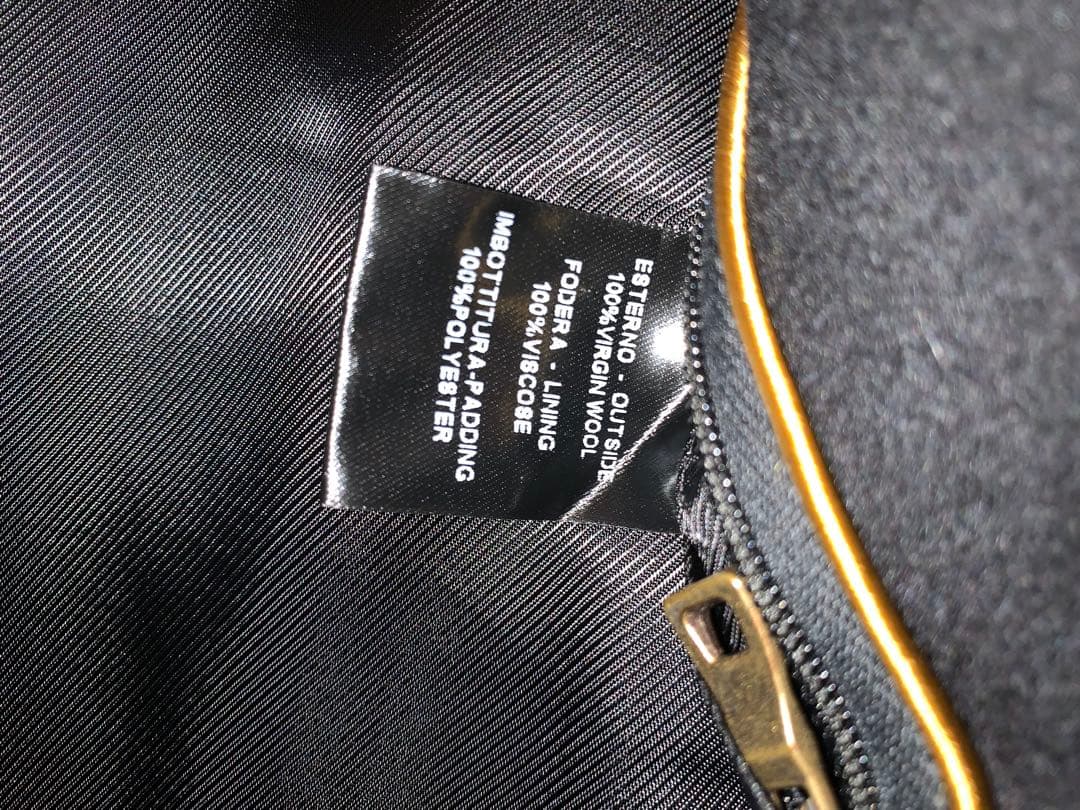 ESTERNO - OUTSIDE
100%VIRGIN WOOL
FODERA - LINING
100%VISCOSE
IMBOTTITURA-PADDING
100%POLYESTER